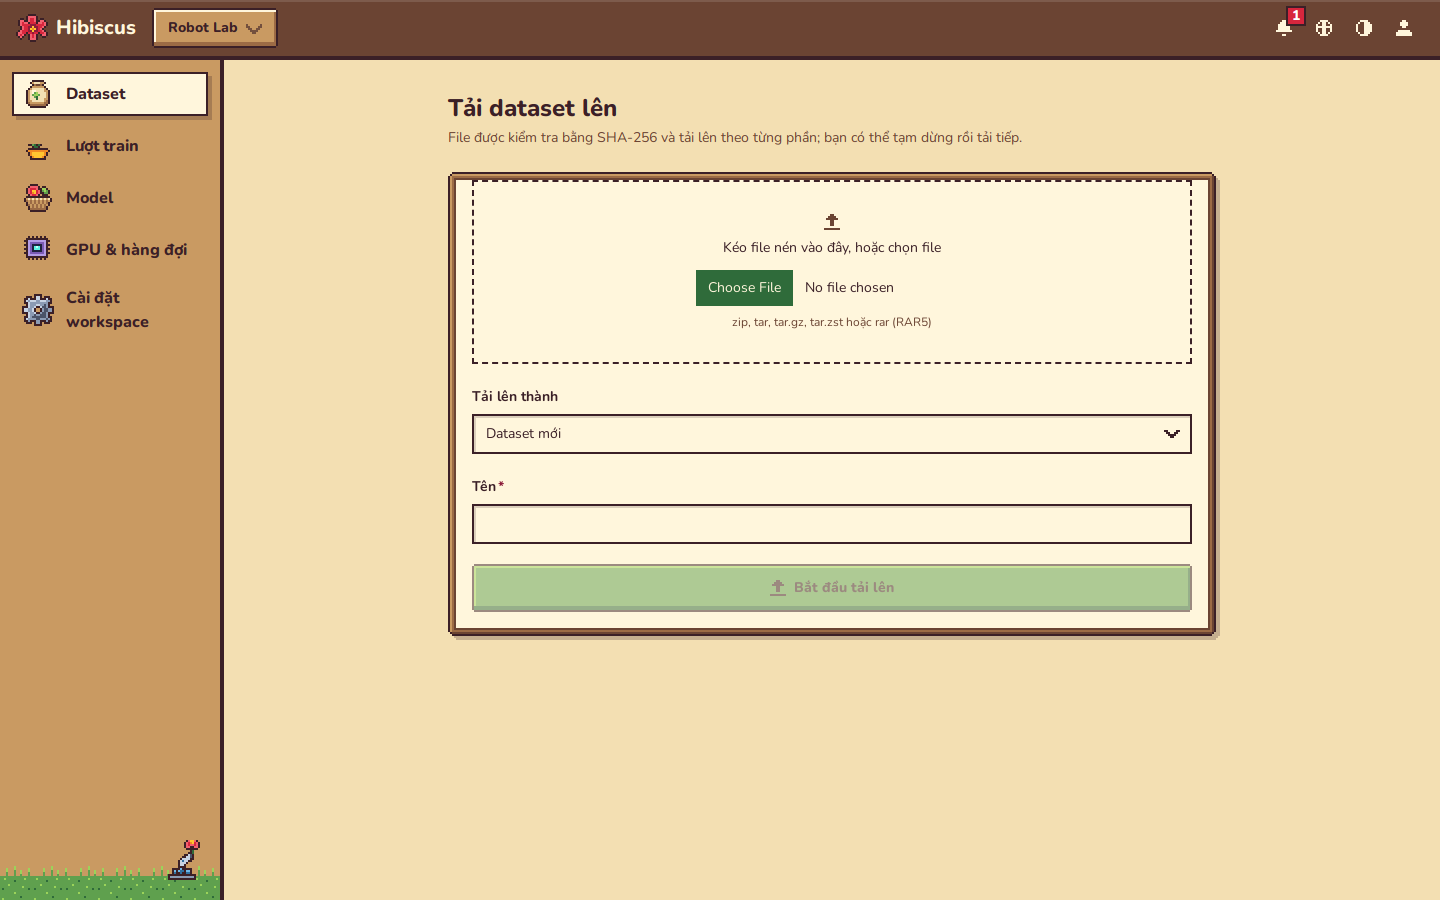 Hibiscus
Robot Lab
1
Dataset
Lượt train
Model
GPU & hàng đợi
Cài đặt
workspace
Tải dataset lên
File được kiểm tra bằng SHA-256 và tải lên theo từng phần; bạn có thể tạm dừng rồi tải tiếp.
Kéo file nén vào đây, hoặc chọn file
Choose File No file chosen
zip, tar, tar.gz, tar.zst hoặc rar (RAR5)
Tải lên thành
Dataset mới
Tên*
Bắt đầu tải lên